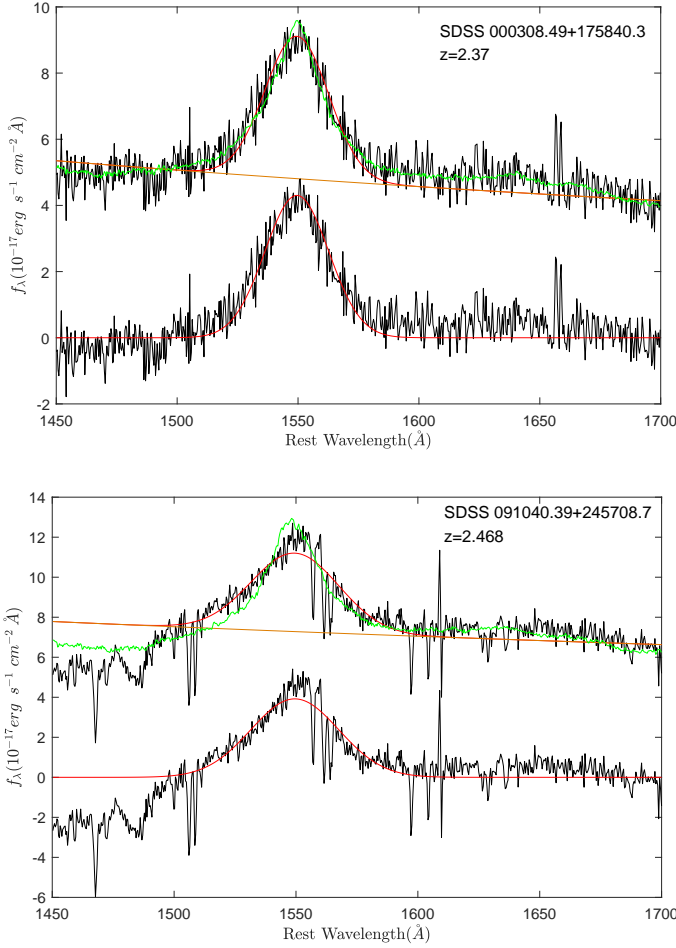 10
8
6
4
2
0
-2
SDSS 000308.49+175840.3
z=2.37
f_λ(10^{-17}erg s^{-1} cm^{-2} Å)
1450 1500 1550 1600 1650 1700
Rest Wavelength(Å)
14
12
10
8
6
4
2
0
-2
-4
-6
SDSS 091040.39+245708.7
z=2.468
f_λ(10^{-17}erg s^{-1} cm^{-2} Å)
1450 1500 1550 1600 1650 1700
Rest Wavelength(Å)